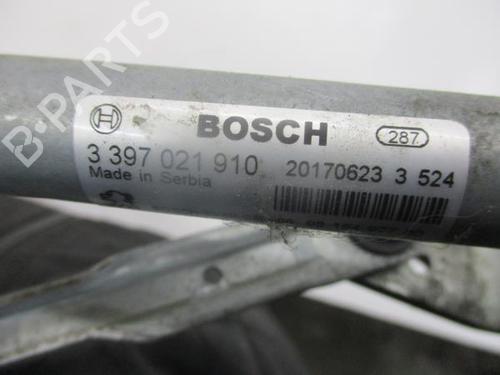 B-PARTS
BOSCH
287
3 397 021 910
20170623 3 524
Made in Serbia